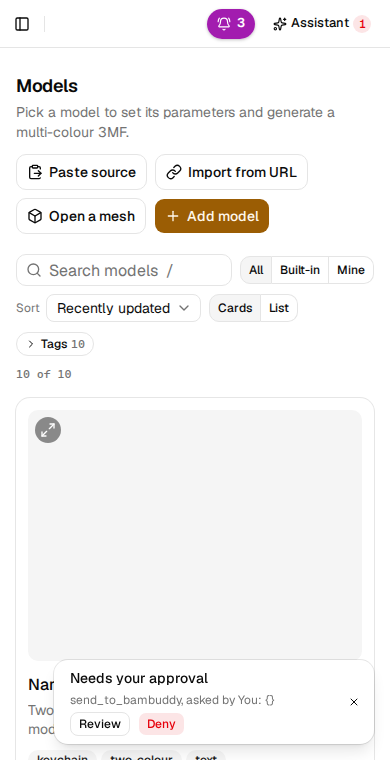 3 Assistant 1
Models
Pick a model to set its parameters and generate a
multi-colour 3MF.
Paste source Import from URL
Open a mesh + Add model
Search models / All Built-in Mine
Sort Recently updated Cards List
Tags 10
10 of 10
Needs your approval
send_to_bambuddy, asked by You: {}
Review Deny
Two
keychain two-colour text